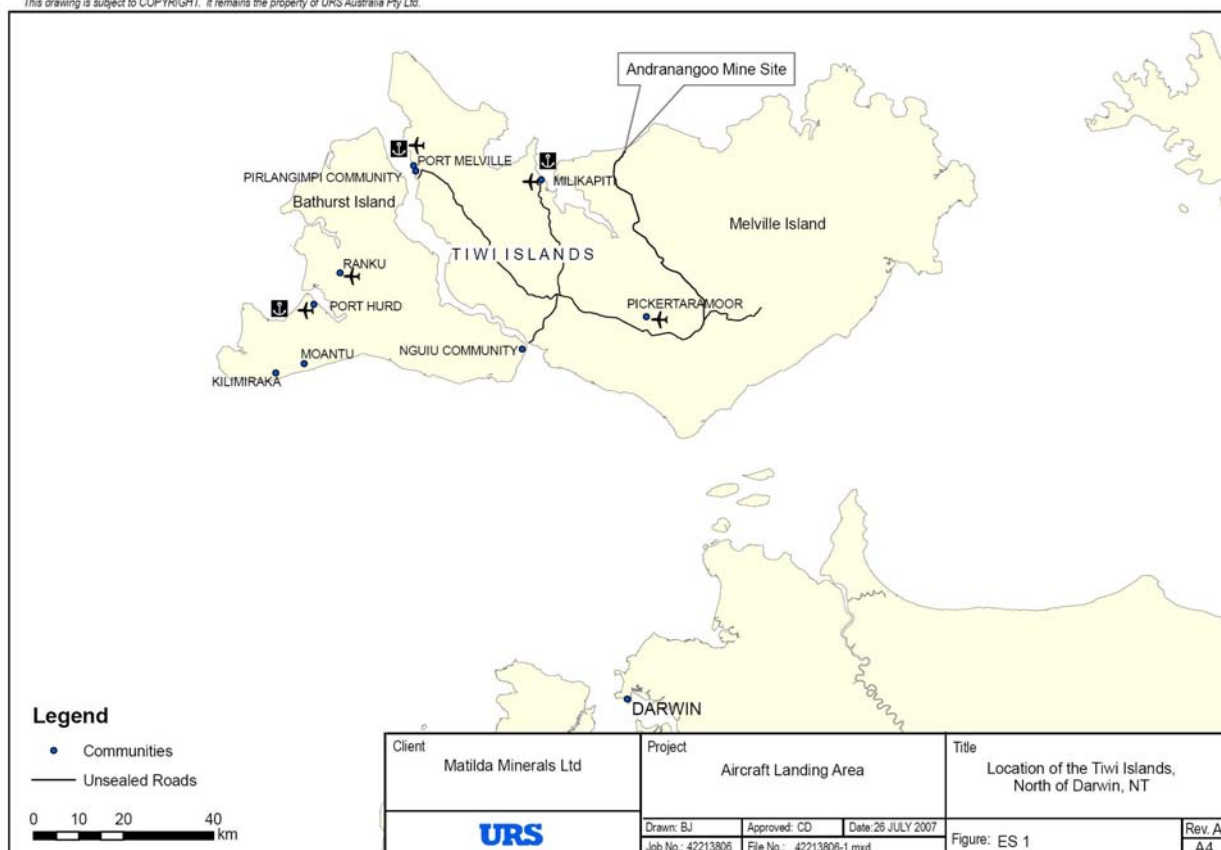 This drawing is subject to COPYRIGHT. It remains the property of URS Australia Pty Ltd.
Andranangoo Mine Site
PORT MELVILLE
PIRLANGIMPI COMMUNITY
MILIKAPITI
Bathurst Island
Melville Island
TIWI ISLANDS
RANKU
PORT HURD
PICKERTARAMOOR
NGUIU COMMUNITY
MOANTU
KILIMIRAKA
DARWIN
Legend
Communities
Unsealed Roads
0 10 20 40
km
Client
Matilda Minerals Ltd
URS
Project
Aircraft Landing Area
Drawn: BJ
Approved: CD
Date: 26 JULY 2007
Job No.: 42213806
File No.: 42213806-1.mxd
Title
Location of the Tiwi Islands,
North of Darwin, NT
Figure: ES 1
Rev. A
A4